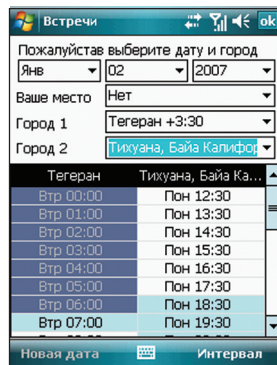 Встречи ok
Пожалуйстав выберите дату и город
Янв 02 2007
Ваше место Нет
Город 1 Тегеран +3:30
Город 2 Тихуана, Байа Калифор
Тегеран Тихуана, Байа Ка...
Втр 00:00 Пон 12:30
Втр 01:00 Пон 13:30
Втр 02:00 Пон 14:30
Втр 03:00 Пон 15:30
Втр 04:00 Пон 16:30
Втр 05:00 Пон 17:30
Втр 06:00 Пон 18:30
Втр 07:00 Пон 19:30
Новая дата Интервал